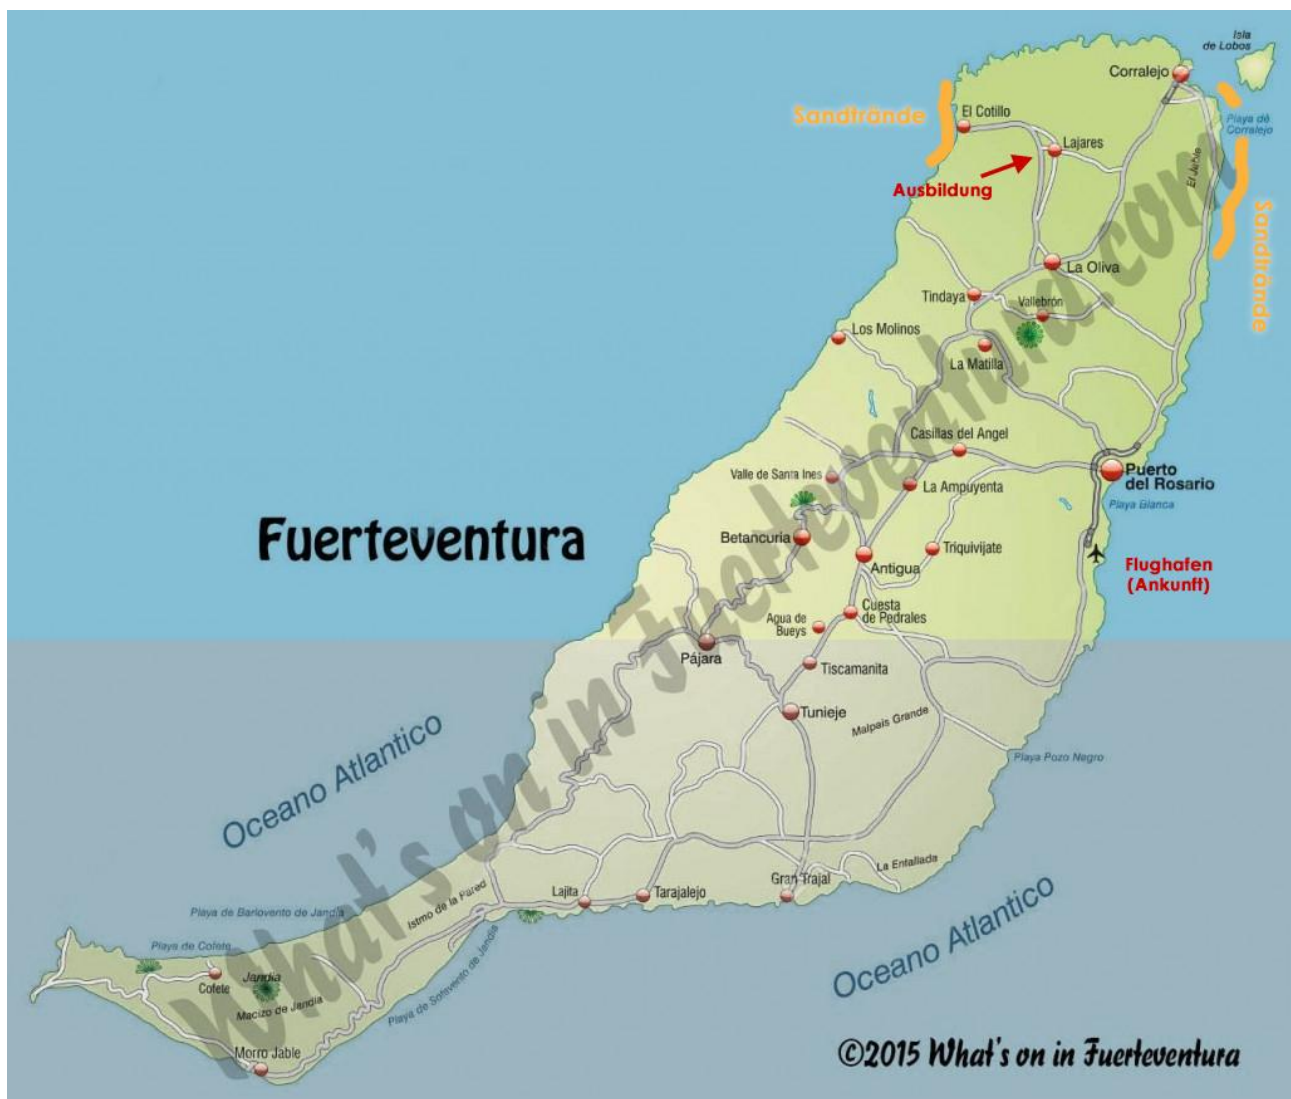 Isla
de Lobos
Corralejo
Sandtrände
El Cotillo
Playa de
Corralejo
Lajares
El Jable
Ausbildung
Sandtrände
La Oliva
Tindaya
Vallebrón
Los Molinos
La Matilla
Casillas del Angel
Valle de Santa Ines
La Ampuyenta
Puerto
del Rosario
Playa Blanca
Fuerteventura
Betancuria
Triquivijate
Antigua
Flughafen
(Ankunft)
Cuesta
de Pedrales
Agua de
Bueys
Pájara
Tiscamanita
Tunieje
Malpais Grande
Playa Pozo Negro
Oceano Atlantico
La Entallada
Gran Trajal
Lajita
Tarajalejo
Istmo de la Pared
Playa de Barlovento de Jandia
Playa de Cofete
Cofete
Jandia
Macizo de Jandia
Playa de Sotavento de Jandia
Oceano Atlantico
Morro Jable
What's on in Fuerteventura.com
©2015 What's on in Fuerteventura